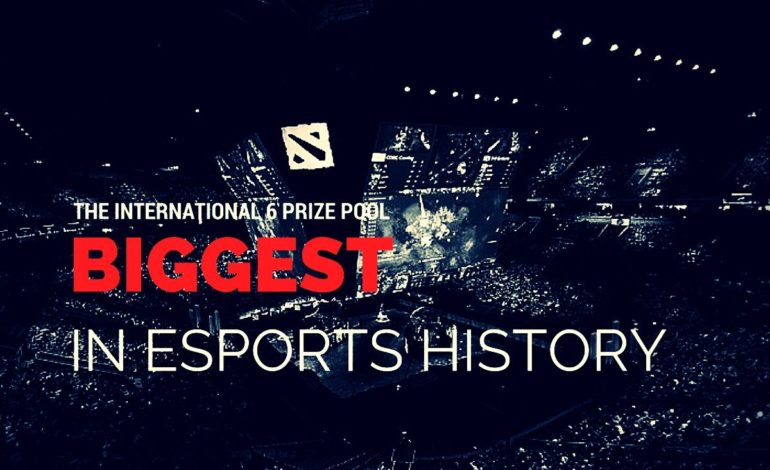 THE INTERNATIONAL 6 PRIZE POOL
BIGGEST
IN ESPORTS HISTORY